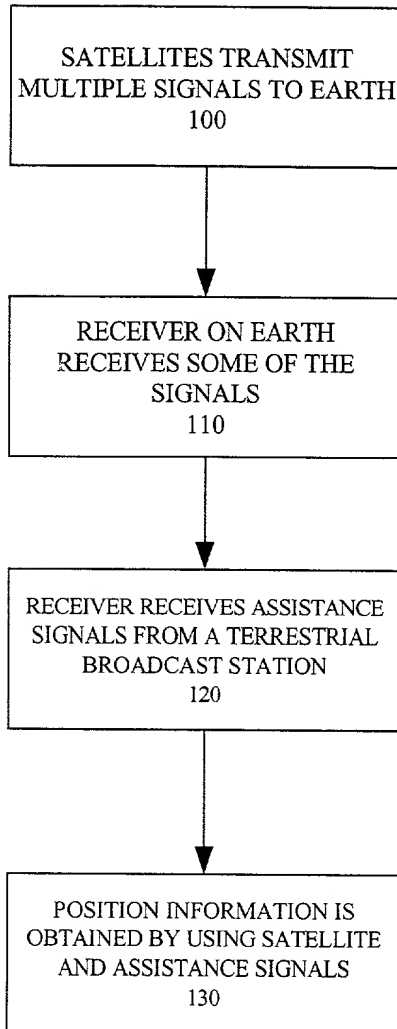 SATELLITES TRANSMIT
MULTIPLE SIGNALS TO EARTH
100
RECEIVER ON EARTH
RECEIVES SOME OF THE
SIGNALS
110
RECEIVER RECEIVES ASSISTANCE
SIGNALS FROM A TERRESTRIAL
BROADCAST STATION
120
POSITION INFORMATION IS
OBTAINED BY USING SATELLITE
AND ASSISTANCE SIGNALS
130